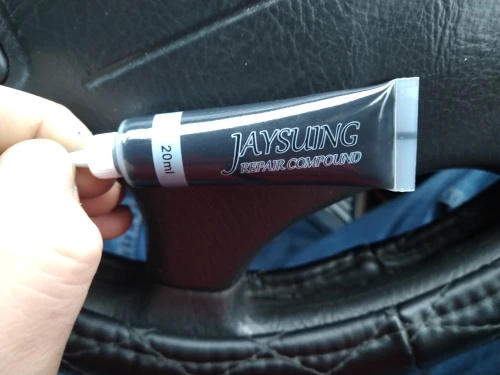 JAYSUING
REPAIR COMPOUND
20ml